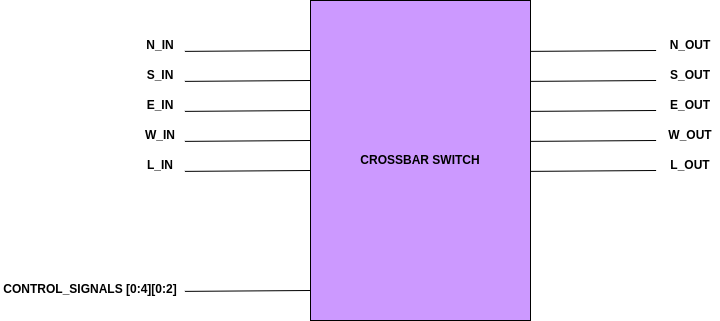 N_IN N_OUT
S_IN S_OUT
E_IN E_OUT
W_IN W_OUT
CROSSBAR SWITCH
L_IN L_OUT
CONTROL_SIGNALS [0:4][0:2]